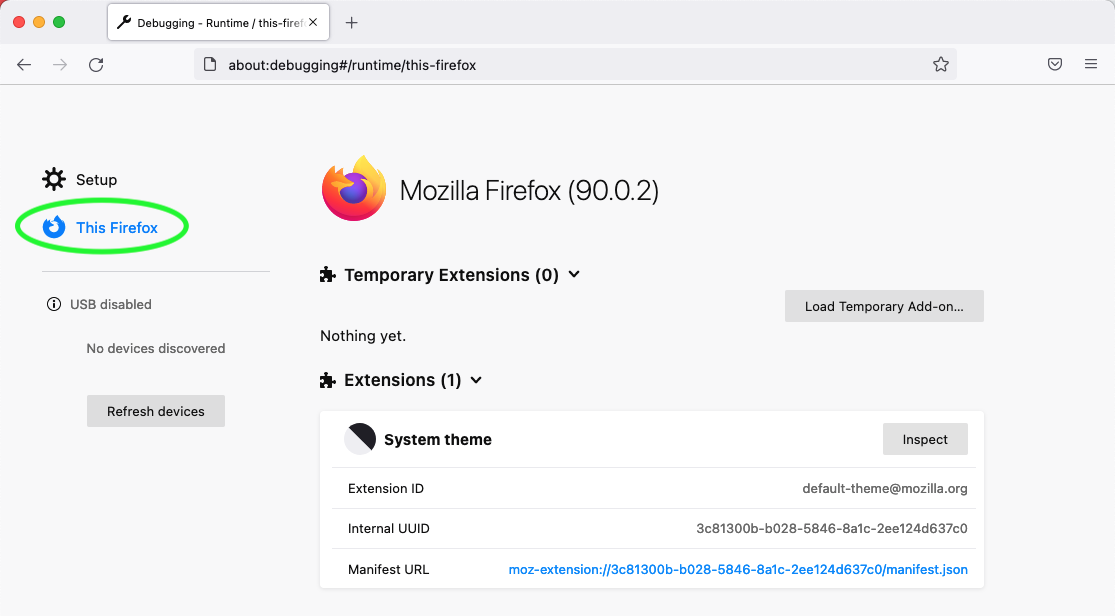 Debugging - Runtime / this-firef
about:debugging#/runtime/this-firefox
Setup
This Firefox
USB disabled
No devices discovered
Refresh devices
Mozilla Firefox (90.0.2)
Temporary Extensions (0)
Load Temporary Add-on...
Nothing yet.
Extensions (1)
System theme
Inspect
Extension ID default-theme@mozilla.org
Internal UUID 3c81300b-b028-5846-8a1c-2ee124d637c0
Manifest URL moz-extension://3c81300b-b028-5846-8a1c-2ee124d637c0/manifest.json